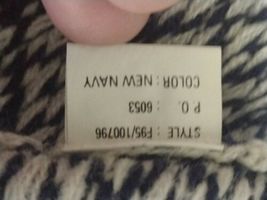 STYLE : F95/100796
P.O. : 6053
COLOR : NEW NAVY